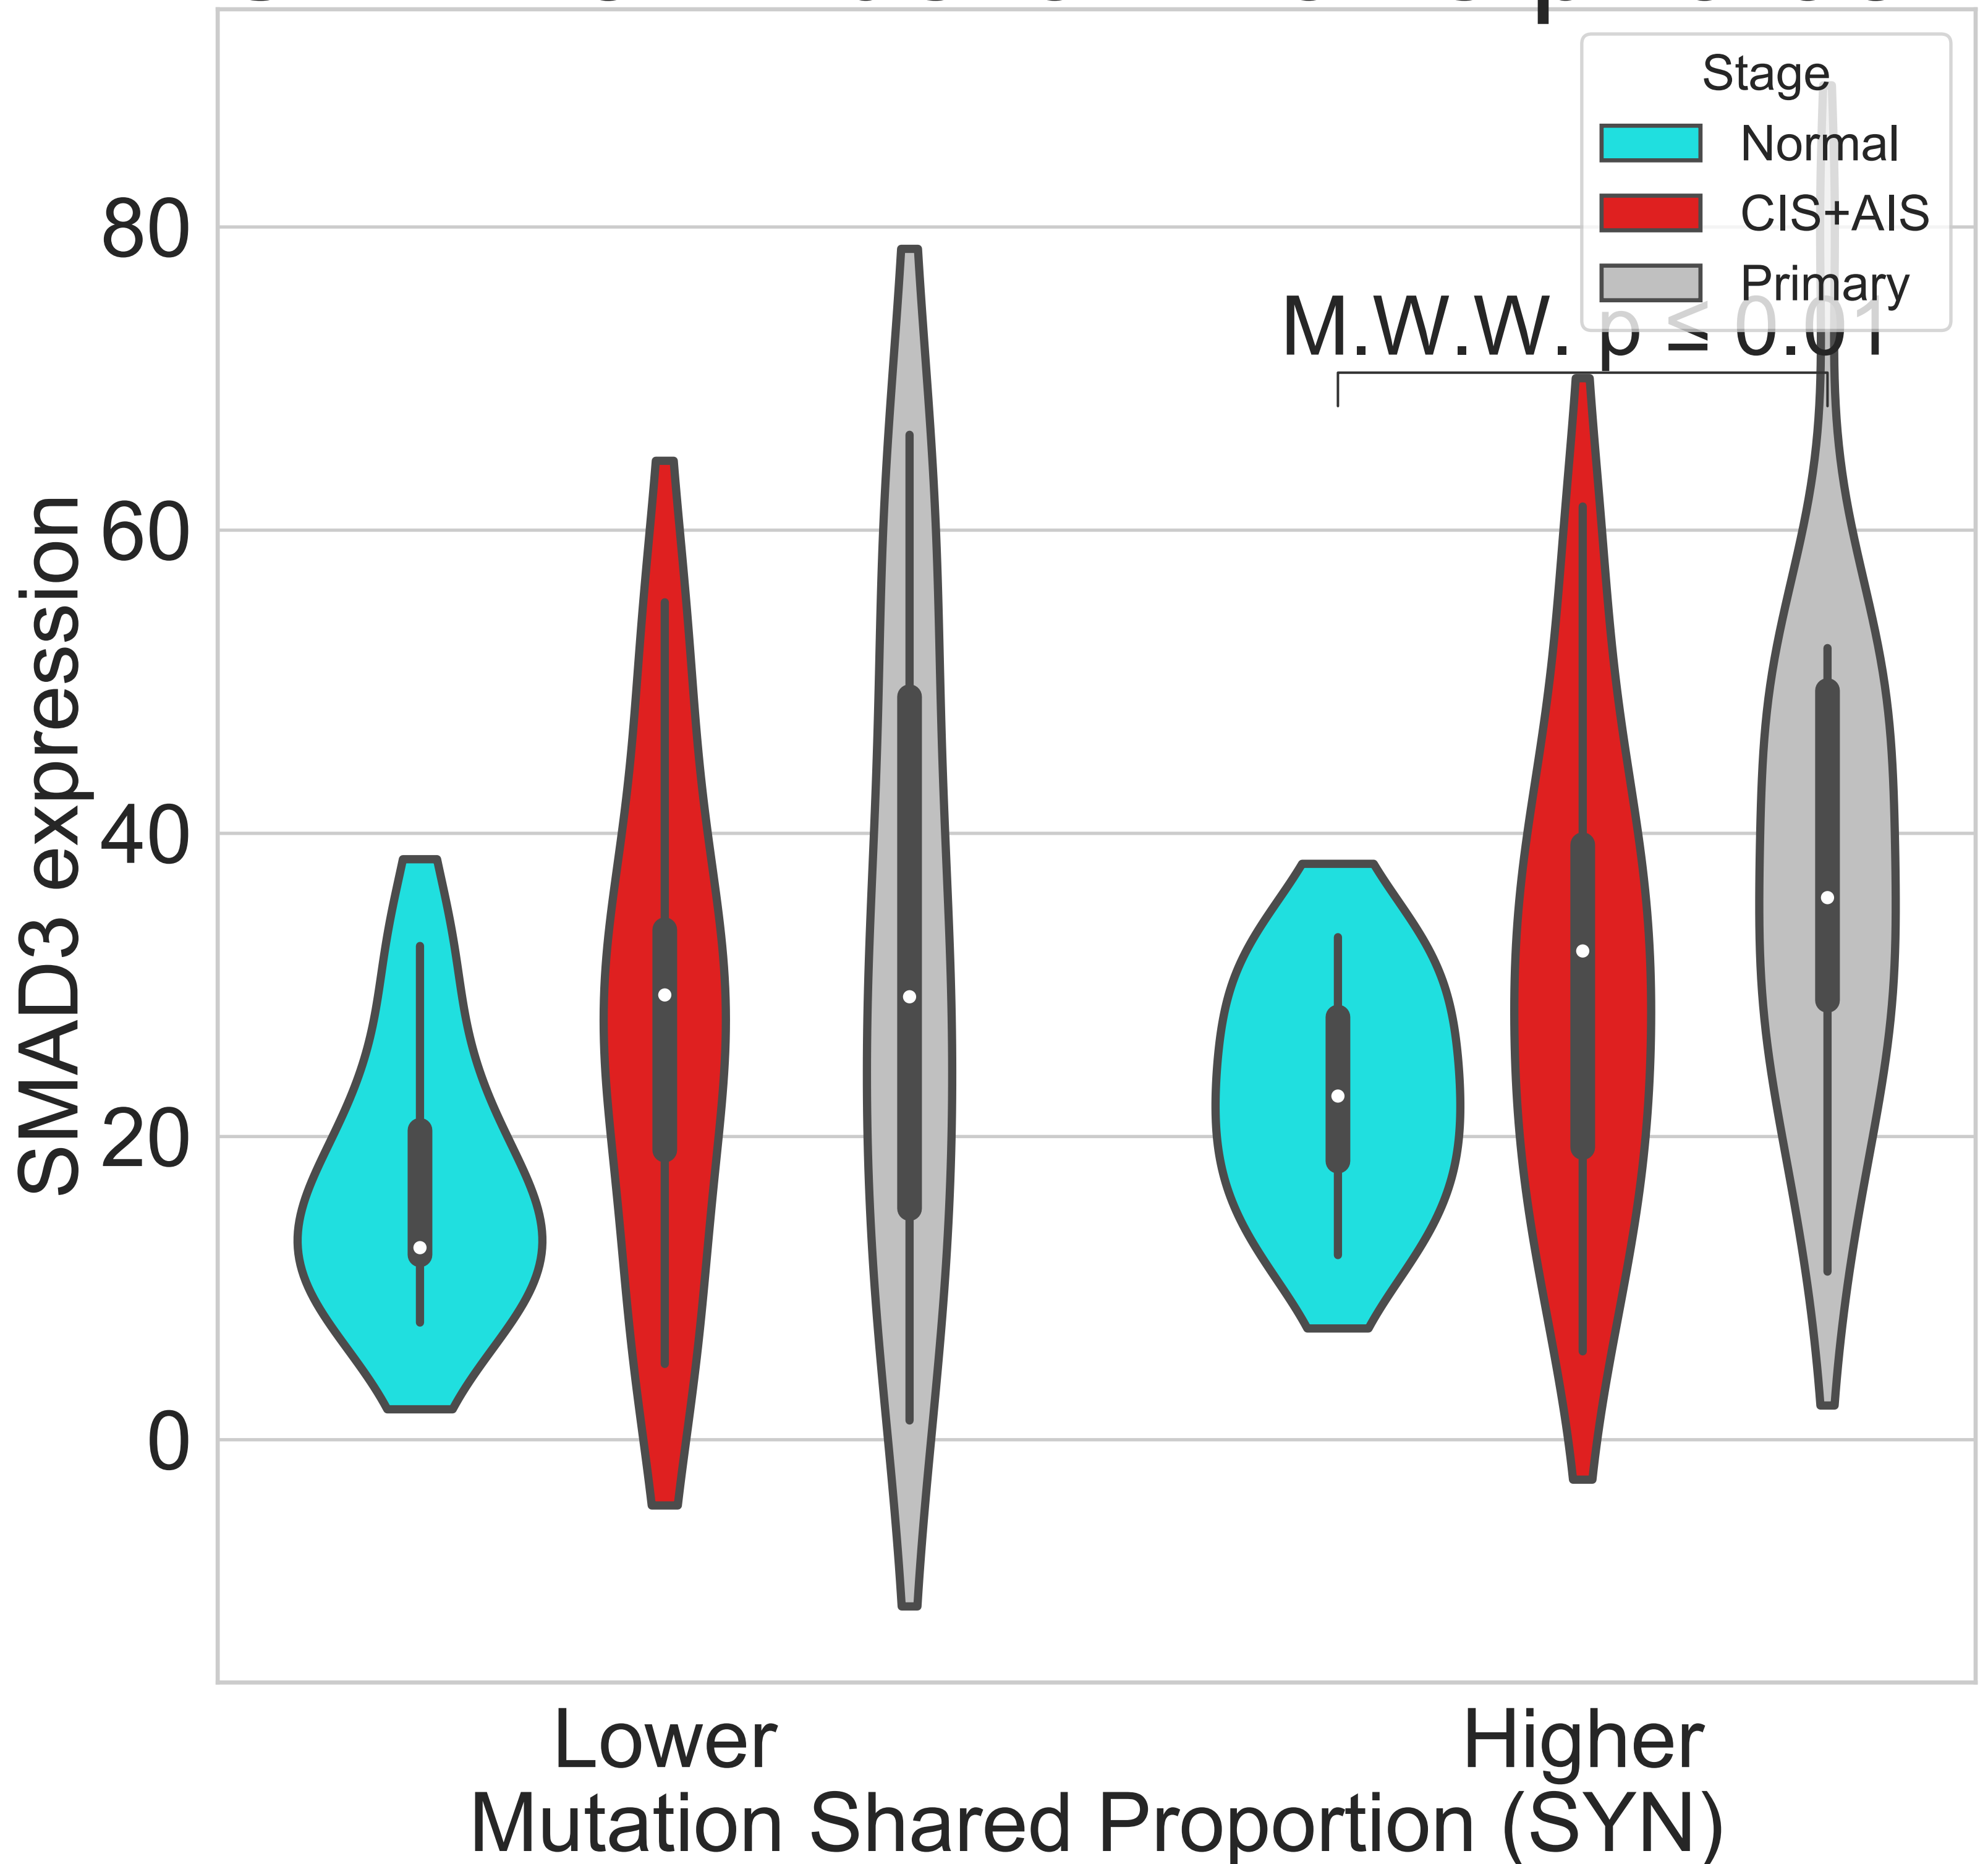 Stage
Normal
CIS+AIS
Primary
M.W.W. p ≤ 0.01
80
60
40
20
0
SMAD3 expression
Lower
Higher
Mutation Shared Proportion (SYN)